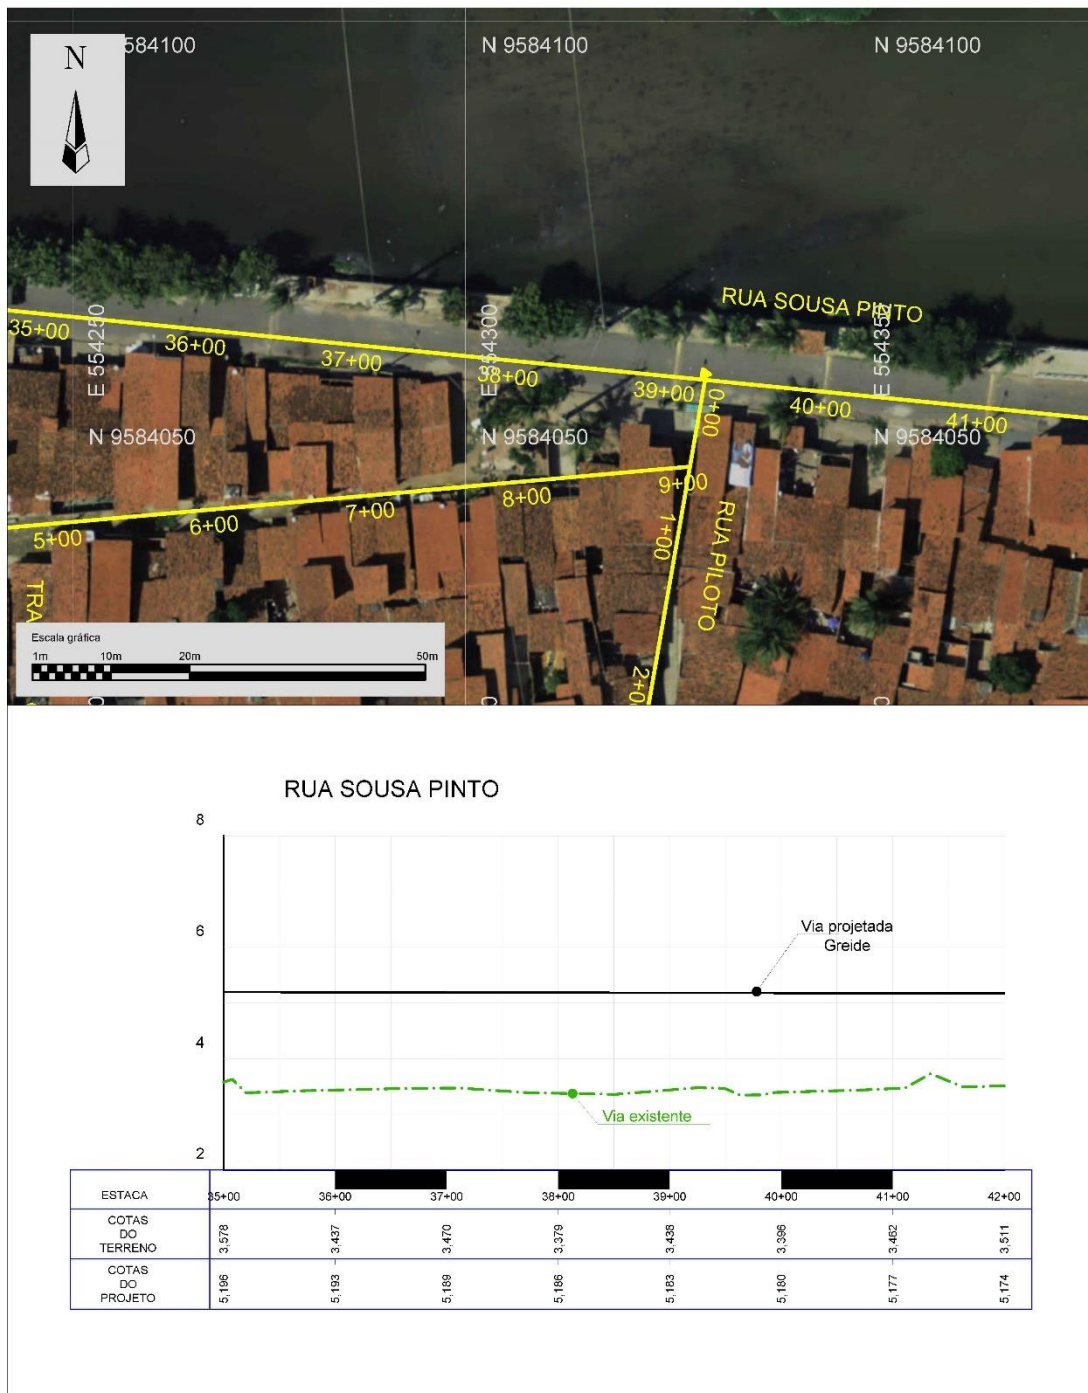 N
584100
N 9584100
N 9584100
RUA SOUSA PINTO
35+00
36+00
37+00
38+00
39+00
40+00
41+00
E 554250
E 554300
E 554350
0+00
N 9584050
N 9584050
N 9584050
5+00
6+00
7+00
8+00
9+00
1+00
RUA PILOTO
2+0
TRA
Escala gráfica
1m 10m 20m 50m
0
0
RUA SOUSA PINTO
8
6
4
2
Via projetada
Greide
Via existente
ESTACA 35+00 36+00 37+00 38+00 39+00 40+00 41+00 42+00
COTAS
DO
TERRENO
3,578 3,437 3,470 3,379 3,438 3,396 3,462 3,511
COTAS
DO
PROJETO
5,196 5,193 5,189 5,186 5,183 5,180 5,177 5,174